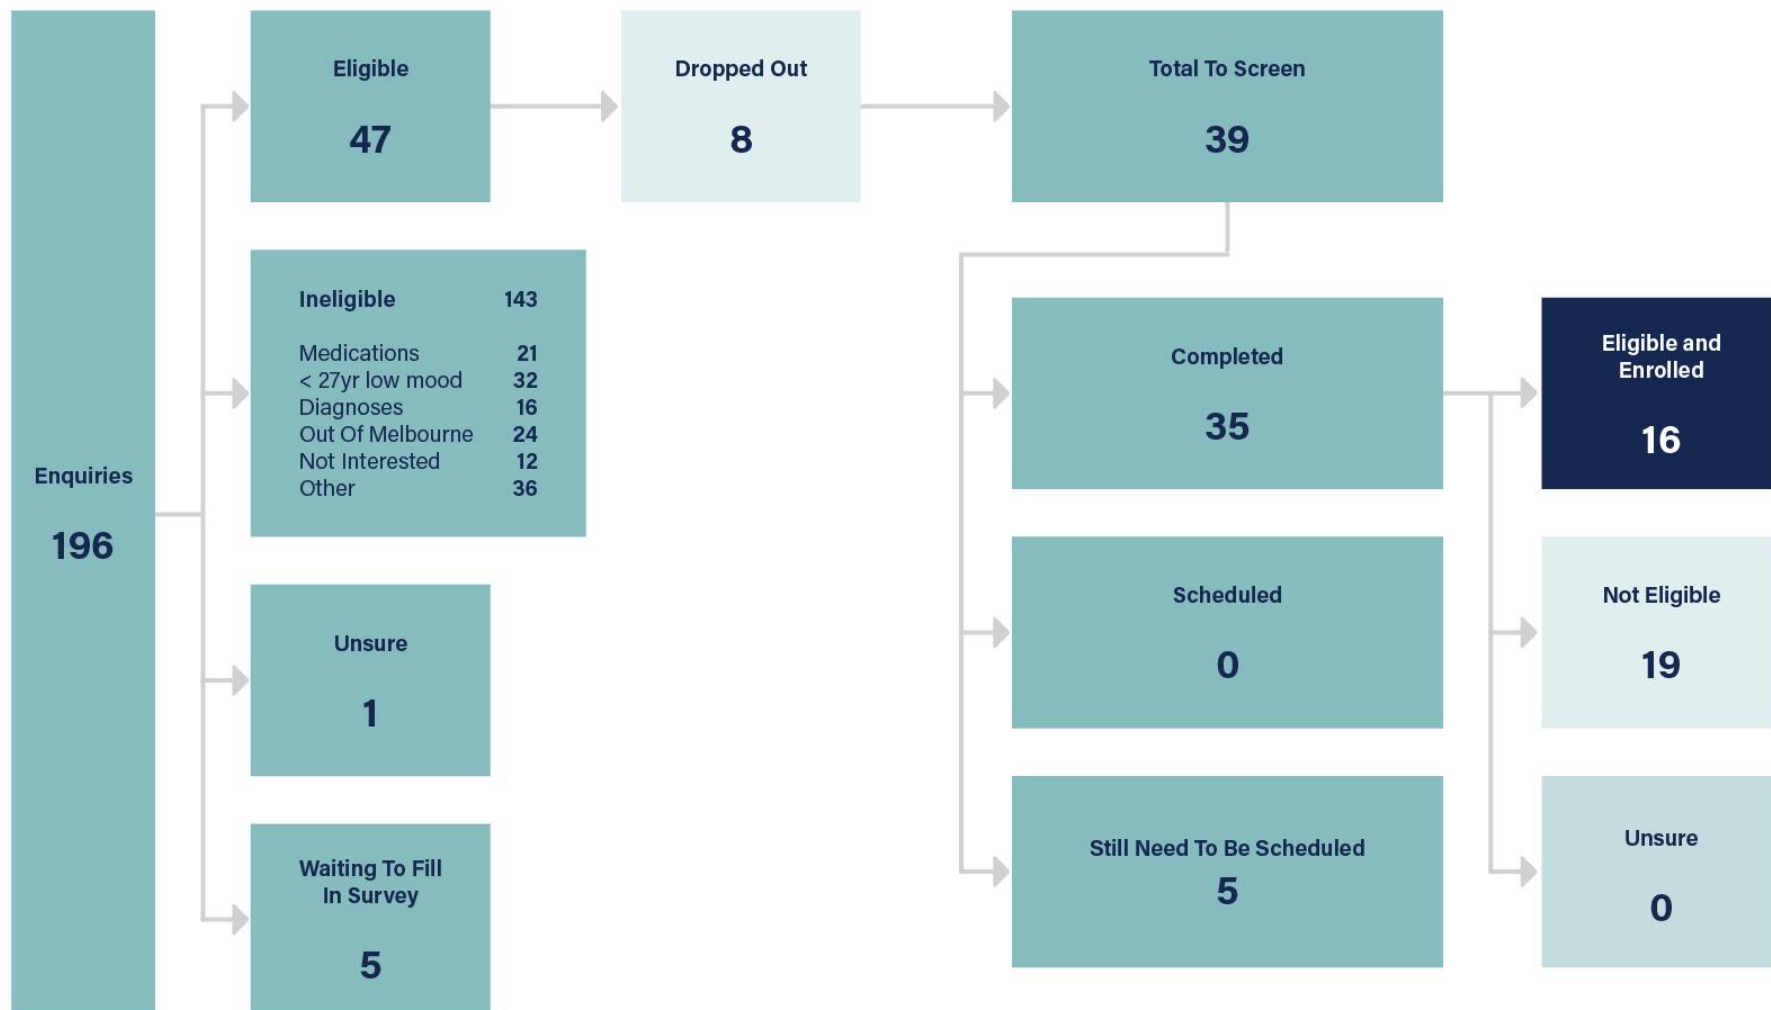 Enquiries
196
Eligible
47
Dropped Out
8
Total To Screen
39
Ineligible 143
Medications 21
< 27yr low mood 32
Diagnoses 16
Out Of Melbourne 24
Not Interested 12
Other 36
Unsure
1
Waiting To Fill
In Survey
5
Completed
35
Scheduled
0
Still Need To Be Scheduled
5
Eligible and
Enrolled
16
Not Eligible
19
Unsure
0